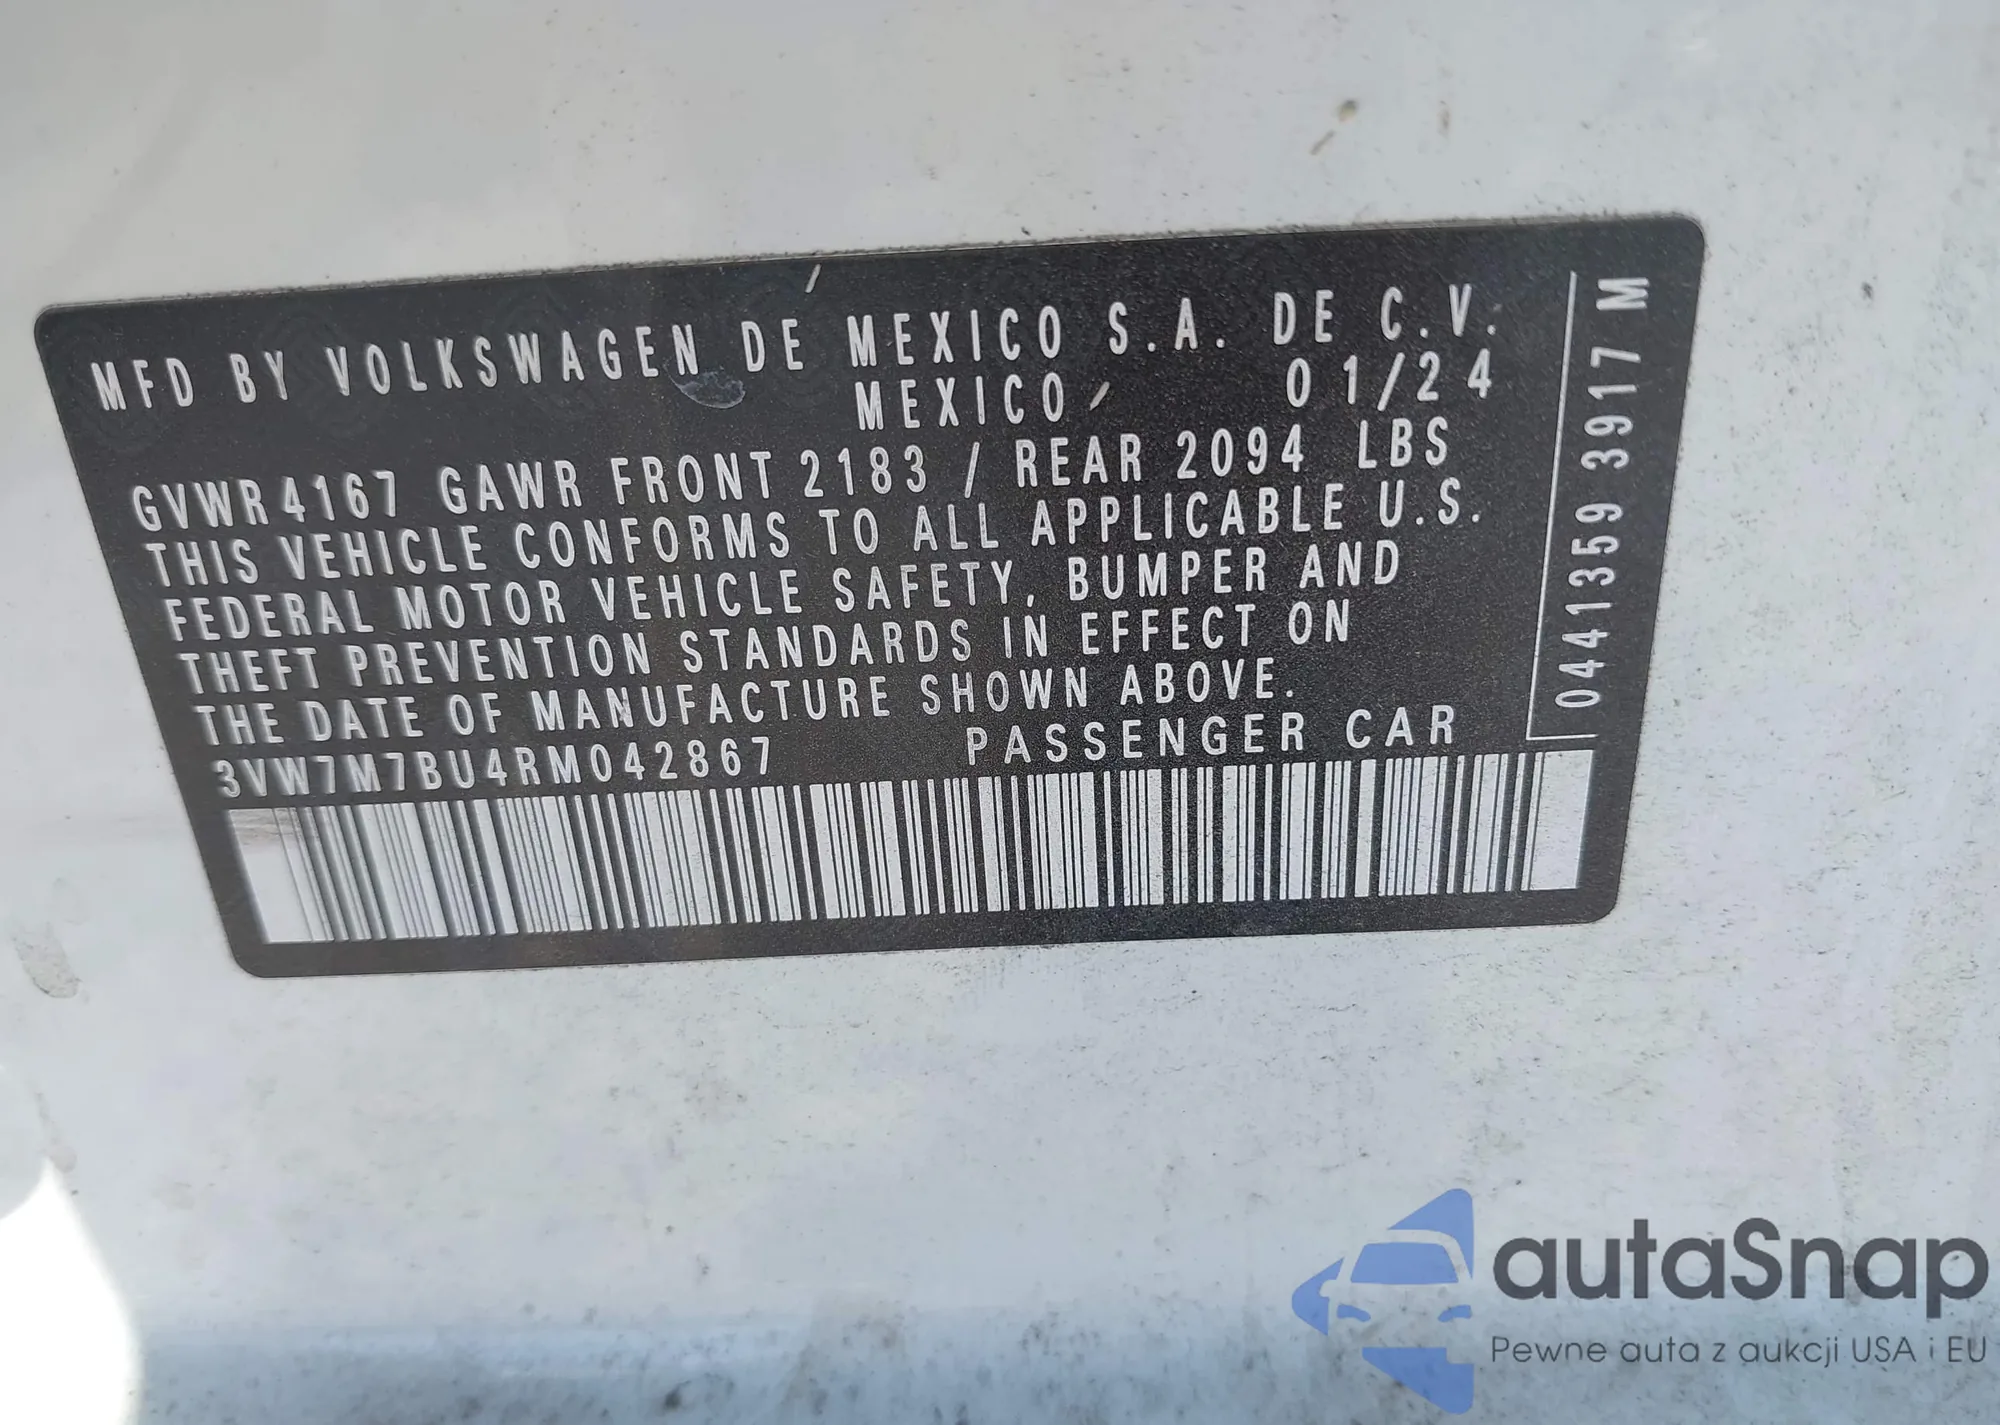 MFD BY VOLKSWAGEN DE MEXICO S.A. DE C.V.
MEXICO 01/24
GVWR 4167 GAWR FRONT 2183 / REAR 2094 LBS
THIS VEHICLE CONFORMS TO ALL APPLICABLE U.S.
FEDERAL MOTOR VEHICLE SAFETY, BUMPER AND
THEFT PREVENTION STANDARDS IN EFFECT ON
THE DATE OF MANUFACTURE SHOWN ABOVE.
3VW7M7BU4RM042867 PASSENGER CAR
0441359 3917 M
autaSnap
Pewne auta z aukcji USA i EU